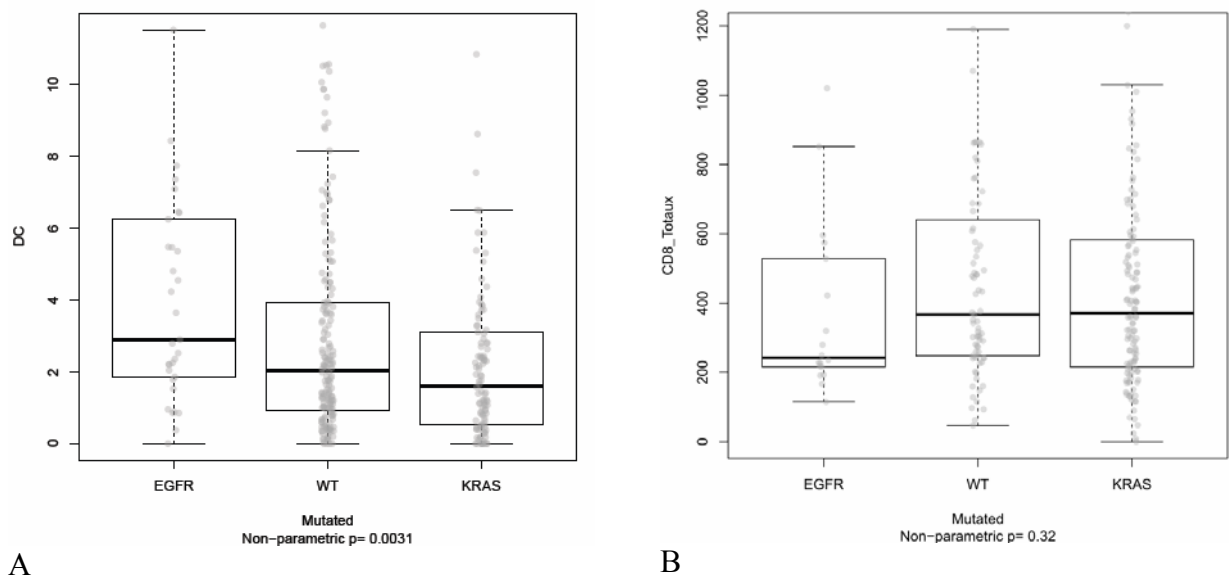 DC
10
8
6
4
2
0
EGFR
WT
KRAS
Mutated
Non-parametric p= 0.0031
A
CD8_Totaux
1200
1000
800
600
400
200
0
EGFR
WT
KRAS
Mutated
Non-parametric p= 0.32
B